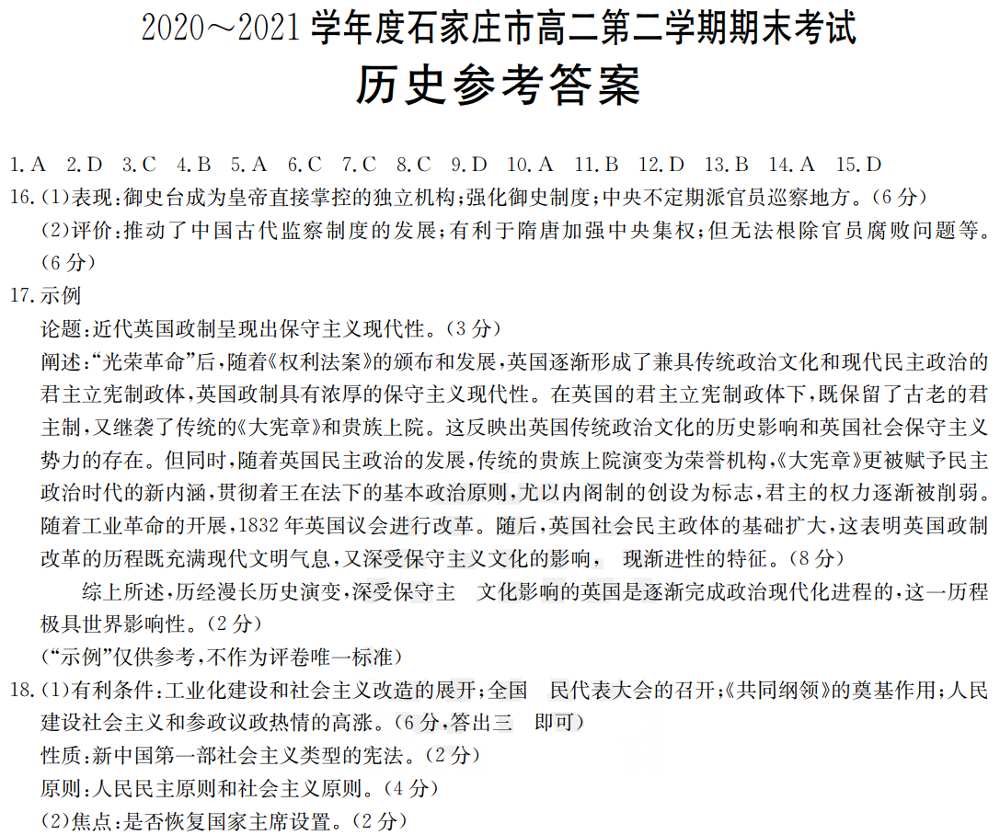 2020～2021学年度石家庄市高二第二学期期末考试
历史参考答案
1. A 2. D 3. C 4. B 5. A 6. C 7. C 8. C 9. D 10. A 11. B 12. D 13. B 14. A 15. D
16. (1)表现:御史台成为皇帝直接掌控的独立机构;强化御史制度;中央不定期派官员巡察地方。(6分)
(2)评价:推动了中国古代监察制度的发展;有利于隋唐加强中央集权;但无法根除官员腐败问题等。
(6分)
17. 示例
论题:近代英国政制呈现出保守主义现代性。(3分)
阐述:“光荣革命”后,随着《权利法案》的颁布和发展,英国逐渐形成了兼具传统政治文化和现代民主政治的
君主立宪制政体,英国政制具有浓厚的保守主义现代性。在英国的君主立宪制政体下,既保留了古老的君
主制,又继袭了传统的《大宪章》和贵族上院。这反映出英国传统政治文化的历史影响和英国社会保守主义
势力的存在。但同时,随着英国民主政治的发展,传统的贵族上院演变为荣誉机构,《大宪章》更被赋予民主
政治时代的新内涵,贯彻着王在法下的基本政治原则,尤以内阁制的创设为标志,君主的权力逐渐被削弱。
随着工业革命的开展,1832年英国议会进行改革。随后,英国社会民主政体的基础扩大,这表明英国政制
改革的历程既充满现代文明气息,又深受保守主义文化的影响, 现渐进性的特征。(8分)
综上所述,历经漫长历史演变,深受保守主 文化影响的英国是逐渐完成政治现代化进程的,这一历程
极具世界影响性。(2分)
(“示例”仅供参考,不作为评卷唯一标准)
18. (1)有利条件:工业化建设和社会主义改造的展开;全国 民代表大会的召开;《共同纲领》的奠基作用;人民
建设社会主义和参政议政热情的高涨。(6分,答出三 即可)
性质:新中国第一部社会主义类型的宪法。(2分)
原则:人民民主原则和社会主义原则。(4分)
(2)焦点:是否恢复国家主席设置。(2分)